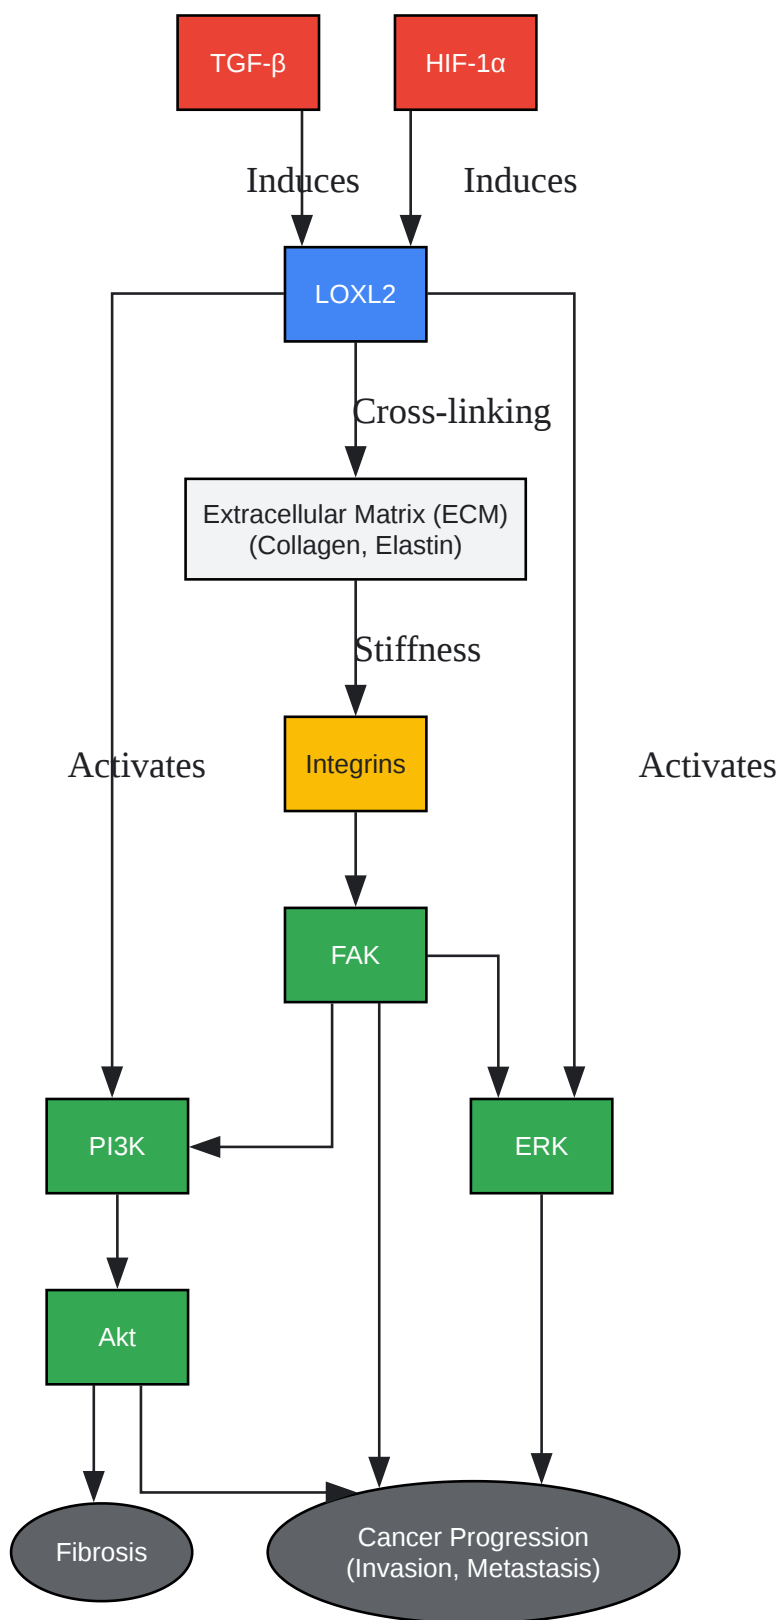 TGF-β
HIF-1α
Induces
Induces
LOXL2
Cross-linking
Extracellular Matrix (ECM)
(Collagen, Elastin)
Stiffness
Activates
Integrins
Activates
FAK
PI3K
ERK
Akt
Fibrosis
Cancer Progression
(Invasion, Metastasis)